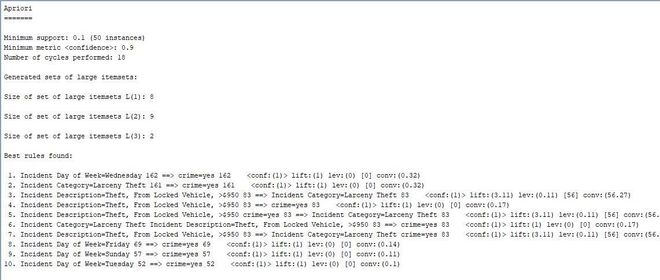 Apriori
=======
Minimum support: 0.1 (50 instances)
Minimum metric <confidence>: 0.9
Number of cycles performed: 18
Generated sets of large itemsets:
Size of set of large itemsets L(1): 8
Size of set of large itemsets L(2): 9
Size of set of large itemsets L(3): 2
Best rules found:
1. Incident Day of Week=Wednesday 162 ==> crime=yes 162 <conf:(1)> lift:(1) lev:(0) [0] conv:(0.32)
2. Incident Category=Larceny Theft 161 ==> crime=yes 161 <conf:(1)> lift:(1) lev:(0) [0] conv:(0.32)
3. Incident Description=Theft, From Locked Vehicle, >$950 83 ==> Incident Category=Larceny Theft 83 <conf:(1)> lift:(3.11) lev:(0.11) [56] conv:(56.27)
4. Incident Description=Theft, From Locked Vehicle, >$950 83 ==> crime=yes 83 <conf:(1)> lift:(1) lev:(0) [0] conv:(0.17)
5. Incident Description=Theft, From Locked Vehicle, >$950 crime=yes 83 ==> Incident Category=Larceny Theft 83 <conf:(1)> lift:(3.11) lev:(0.11) [56] conv:(56.
6. Incident Category=Larceny Theft Incident Description=Theft, From Locked Vehicle, >$950 83 ==> crime=yes 83 <conf:(1)> lift:(1) lev:(0) [0] conv:(0.17)
7. Incident Description=Theft, From Locked Vehicle, >$950 83 ==> Incident Category=Larceny Theft crime=yes 83 <conf:(1)> lift:(3.11) lev:(0.11) [56] conv:(56.
8. Incident Day of Week=Friday 69 ==> crime=yes 69 <conf:(1)> lift:(1) lev:(0) [0] conv:(0.14)
9. Incident Day of Week=Sunday 57 ==> crime=yes 57 <conf:(1)> lift:(1) lev:(0) [0] conv:(0.11)
10. Incident Day of Week=Tuesday 52 ==> crime=yes 52 <conf:(1)> lift:(1) lev:(0) [0] conv:(0.1)